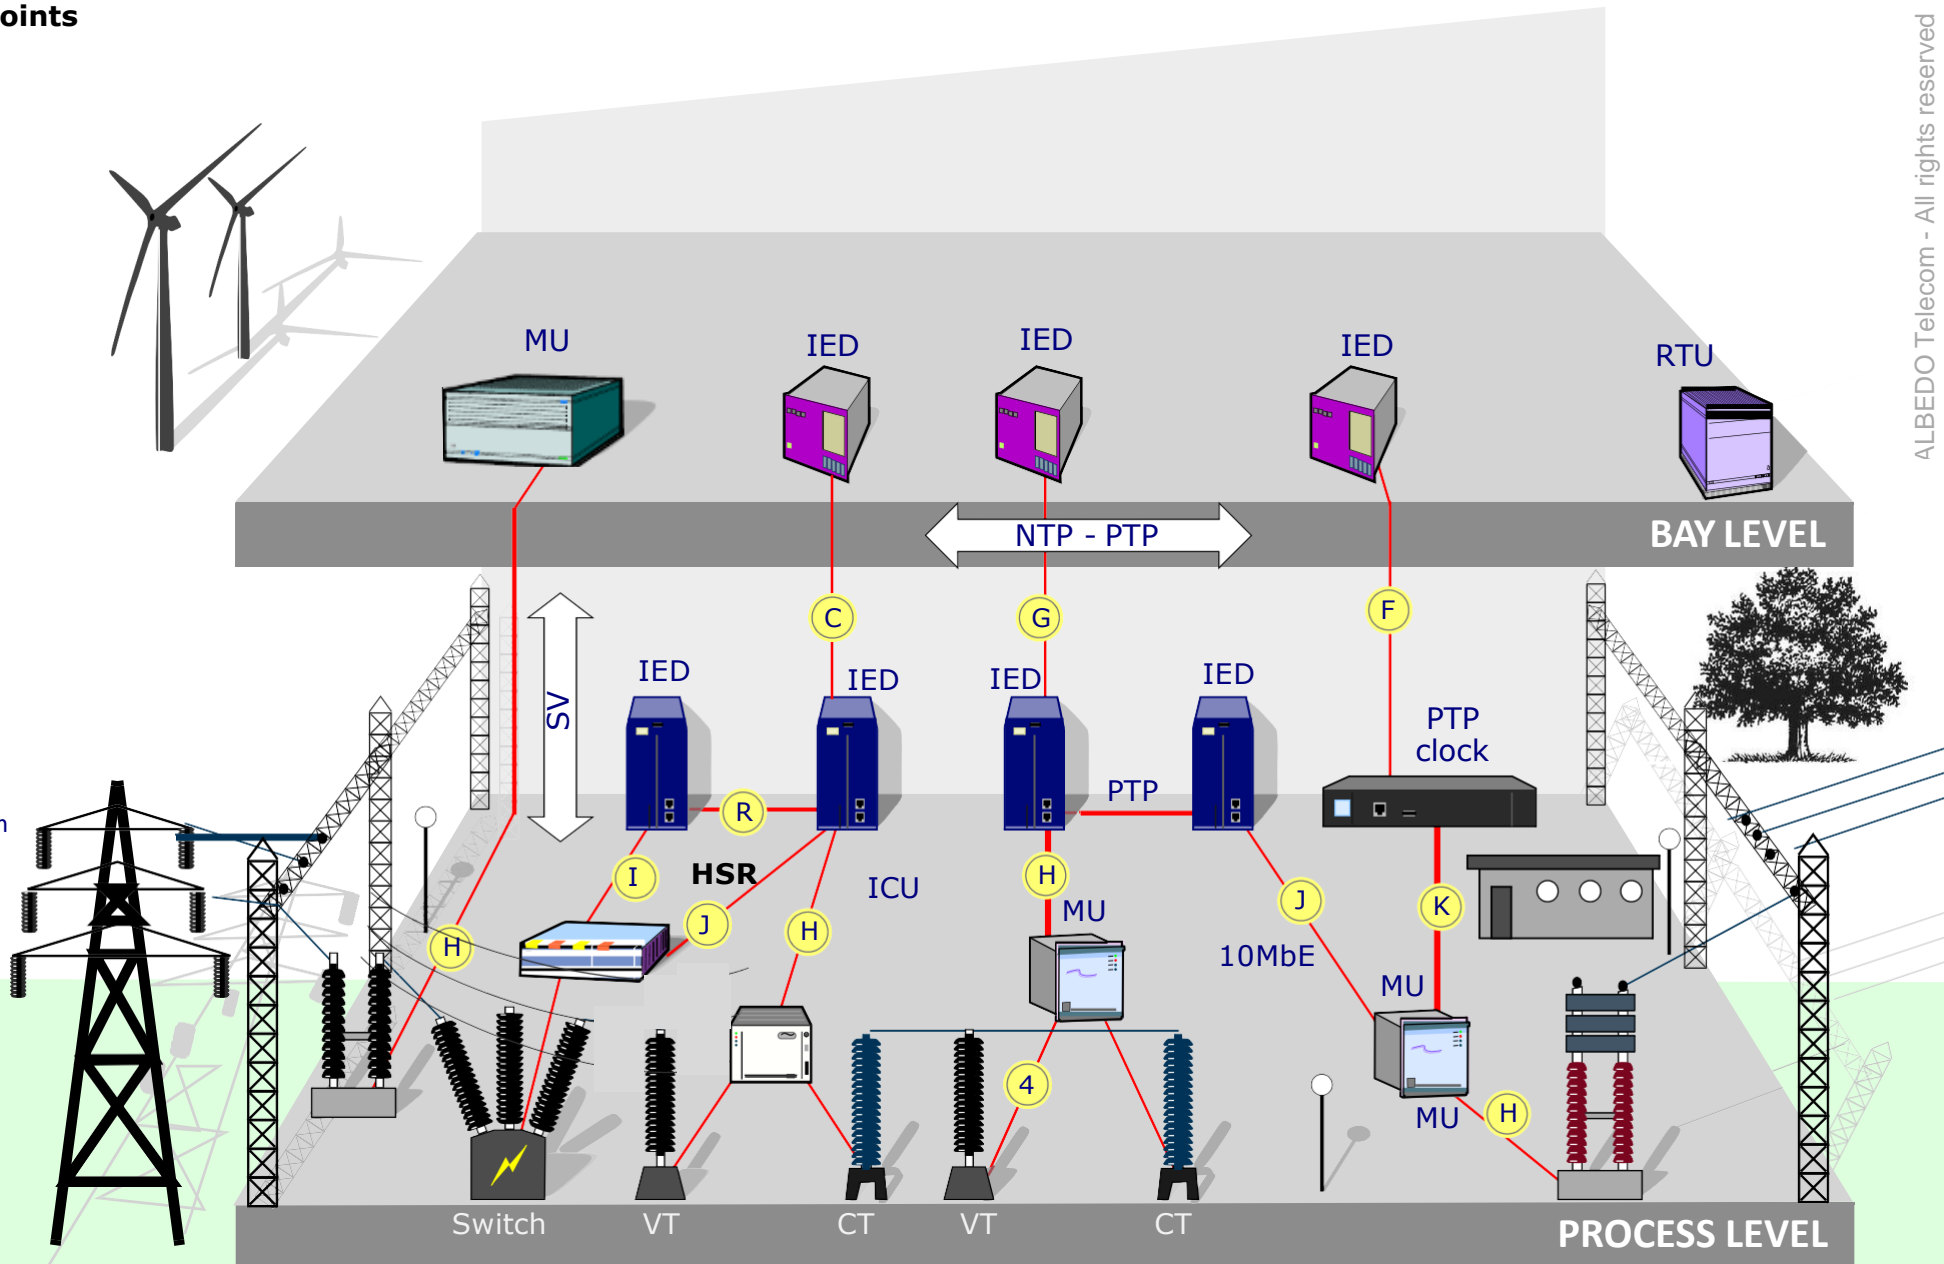 oints
ALBEDO Telecom - All rights reserved
MU
IED
IED
IED
RTU
NTP - PTP
BAY LEVEL
C
G
F
SV
IED
IED
IED
IED
PTP
clock
PTP
R
I
HSR
J
H
ICU
H
H
MU
J
K
10MbE
MU
4
MU
H
Switch
VT
CT
VT
CT
PROCESS LEVEL